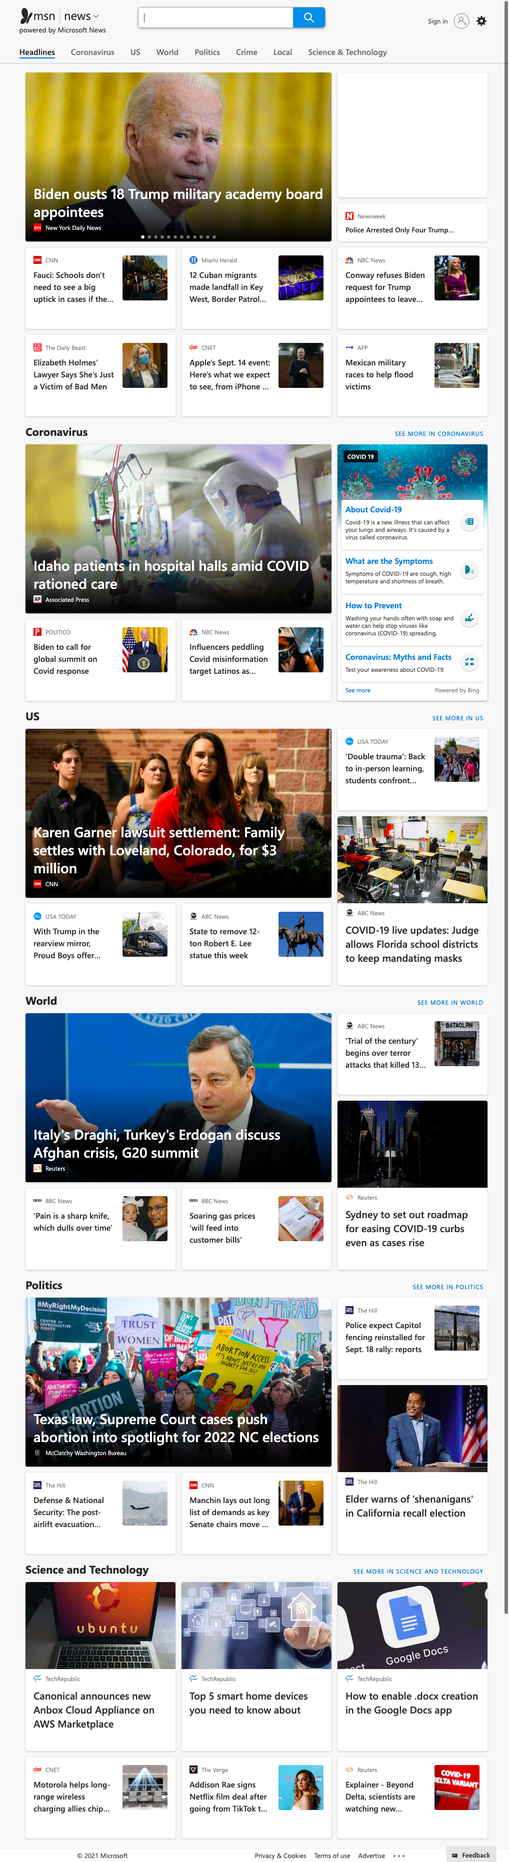 msn | news
powered by Microsoft News
Sign in
Headlines Coronavirus US World Politics Crime Local Science & Technology
Biden ousts 18 Trump military academy board
appointees
New York Daily News
Newsweek
Police Arrested Only Four Trump...
CNN
Fauci: Schools don't
need to see a big
uptick in cases if the...
Miami Herald
12 Cuban migrants
made landfall in Key
West, Border Patrol...
NBC News
Conway refuses Biden
request for Trump
appointees to leave...
The Daily Beast
Elizabeth Holmes'
Lawyer Says She's Just
a Victim of Bad Men
CNET
Apple's Sept. 14 event:
Here's what we expect
to see, from iPhone ...
AFP
Mexican military
races to help flood
victims
Coronavirus
SEE MORE IN CORONAVIRUS
Idaho patients in hospital halls amid COVID
rationed care
Associated Press
COVID 19
About Covid-19
Covid-19 is a new illness that can affect
your lungs and airways. It's caused by a
virus called coronavirus.
What are the Symptoms
Symptoms of COVID-19 are cough, high
temperature and shortness of breath.
How to Prevent
Washing your hands often with soap and
water can help stop viruses like
coronavirus (COVID-19) spreading.
Coronavirus: Myths and Facts
Test your awareness about COVID-19.
See more
Powered by Bing
POLITICO
Biden to call for
global summit on
Covid response
NBC News
Influencers peddling
Covid misinformation
target Latinos as...
US
SEE MORE IN US
Karen Garner lawsuit settlement: Family
settles with Loveland, Colorado, for $3
million
CNN
USA TODAY
'Double trauma': Back
to in-person learning,
students confront...
ABC News
COVID-19 live updates: Judge
allows Florida school districts
to keep mandating masks
USA TODAY
With Trump in the
rearview mirror,
Proud Boys offer...
ABC News
State to remove 12-
ton Robert E. Lee
statue this week
World
SEE MORE IN WORLD
Italy's Draghi, Turkey's Erdogan discuss
Afghan crisis, G20 summit
Reuters
ABC News
'Trial of the century'
begins over terror
attacks that killed 13...
BATACLAN
Reuters
Sydney to set out roadmap
for easing COVID-19 curbs
even as cases rise
BBC News
'Pain is a sharp knife,
which dulls over time'
BBC News
Soaring gas prices
'will feed into
customer bills'
Politics
SEE MORE IN POLITICS
#MyRightMyDecision
CENTER for
REPRODUCTIVE
RIGHTS
TRUST
WOMEN
DON'T TREAD
ME
ABORTION ACCESS
ABORTION
Texas law, Supreme Court cases push
abortion into spotlight for 2022 NC elections
McClatchy Washington Bureau
The Hill
Police expect Capitol
fencing reinstalled for
Sept. 18 rally: reports
The Hill
Elder warns of 'shenanigans'
in California recall election
The Hill
Defense & National
Security: The post-
airlift evacuation...
CNN
Manchin lays out long
list of demands as key
Senate chairs move ...
Science and Technology
SEE MORE IN SCIENCE AND TECHNOLOGY
ubuntu
Google Docs
TechRepublic
Canonical announces new
Anbox Cloud Appliance on
AWS Marketplace
TechRepublic
Top 5 smart home devices
you need to know about
TechRepublic
How to enable .docx creation
in the Google Docs app
CNET
Motorola helps long-
range wireless
charging allies chip...
The Verge
Addison Rae signs
Netflix film deal after
going from TikTok t...
Reuters
Explainer - Beyond
Delta, scientists are
watching new...
COVID-19
DELTA VARIANT
© 2021 Microsoft
Privacy & Cookies Terms of use Advertise ...
Feedback